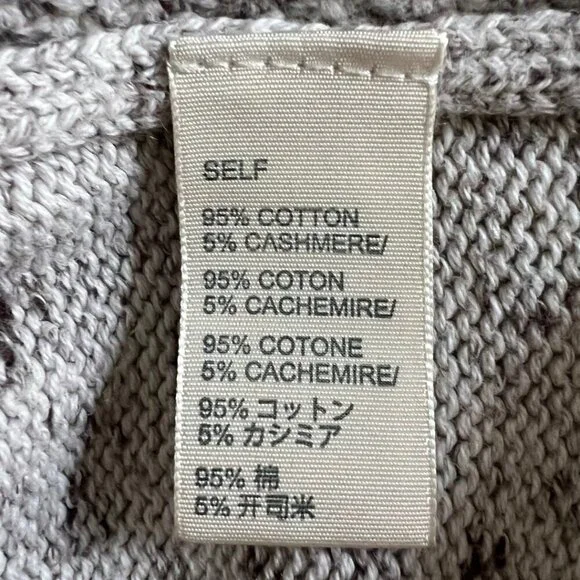 SELF
95% COTTON
5% CASHMERE/
95% COTON
5% CACHEMIRE/
95% COTONE
5% CACHEMIRE/
95% コットン
5% カシミア
95% 棉
5% 开司米